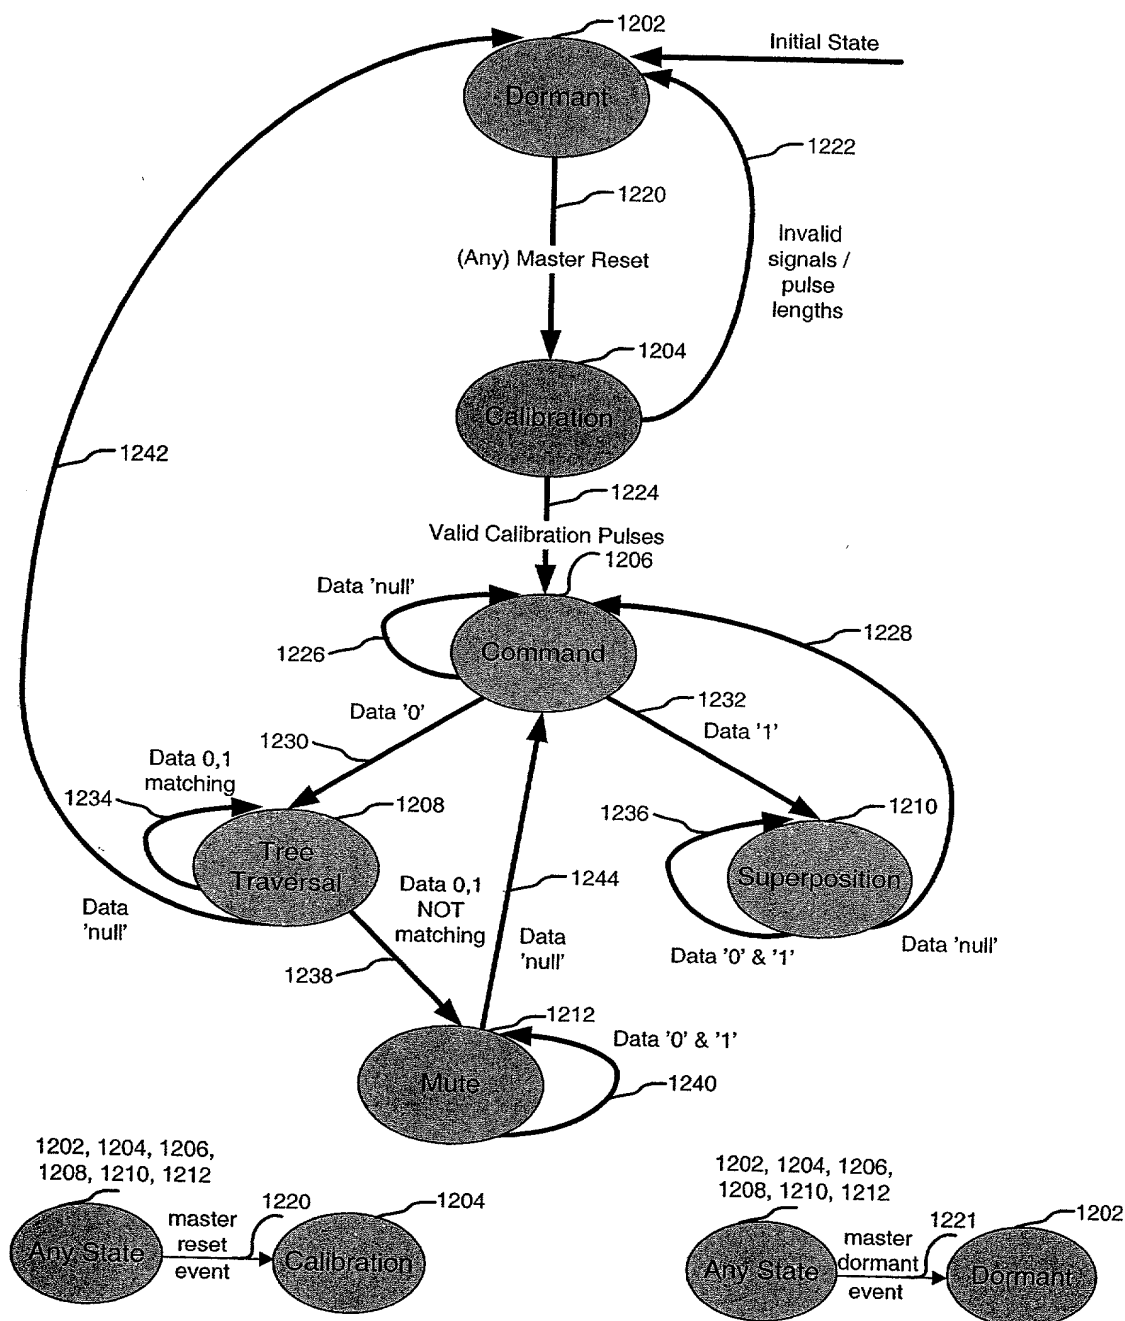 1202
Initial State
Dormant
1222
1220
Invalid
signals /
pulse
lengths
(Any) Master Reset
1204
Calibration
1242
1224
Valid Calibration Pulses
1206
Data 'null'
1228
1226
Command
1232
Data '0'
Data '1'
1230
Data 0,1
matching
1234
1208
1236
1210
Tree
Traversal
1244
Superposition
Data 0,1
NOT
matching
Data
'null'
Data
'null'
Data '0' & '1'
Data 'null'
1238
1212
Data '0' & '1'
Mute
1240
1202, 1204, 1206,
1208, 1210, 1212
1220
1204
master
reset
event
Any State
Calibration
1202, 1204, 1206,
1208, 1210, 1212
1221
1202
master
dormant
event
Any State
Dormant